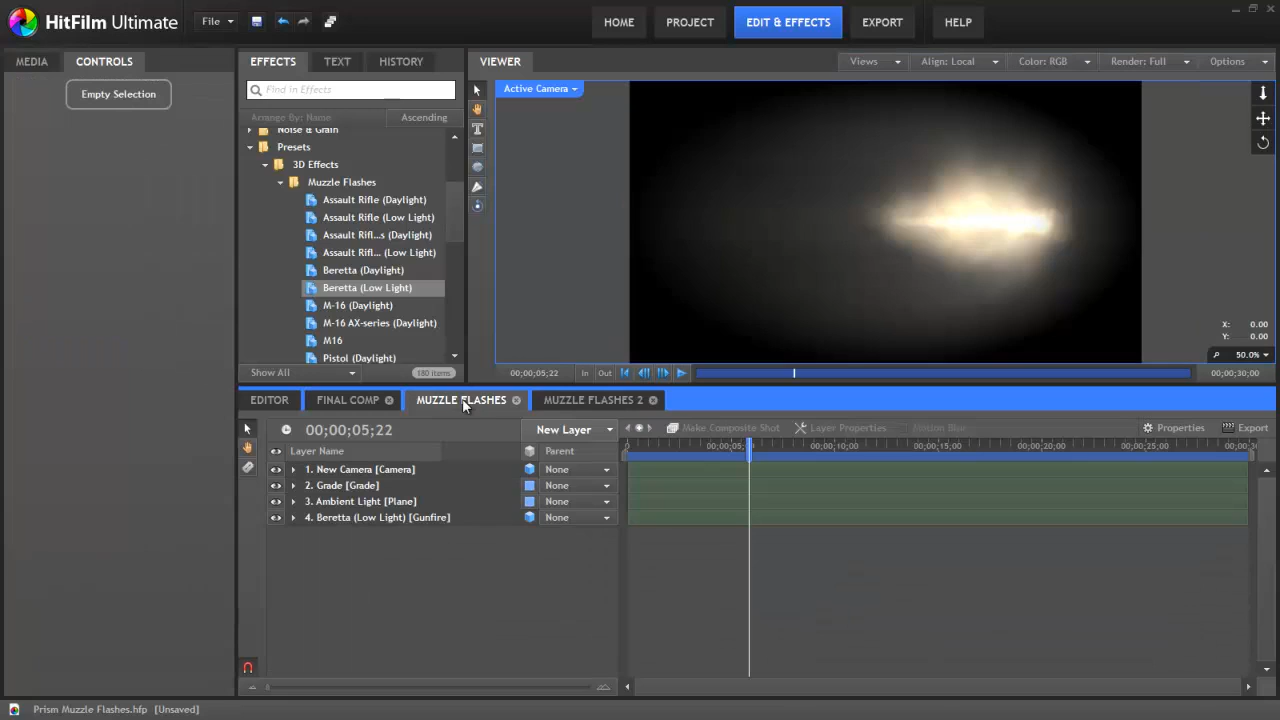 HitFilm Ultimate
File
HOME
PROJECT
EDIT & EFFECTS
EXPORT
HELP
MEDIA
CONTROLS
EFFECTS
TEXT
HISTORY
VIEWER
Views
Align: Local
Color: RGB
Render: Full
Options
Empty Selection
Find in Effects
Active Camera
Arrange By: Name
Ascending
Noise & Grain
Presets
3D Effects
Muzzle Flashes
Assault Rifle (Daylight)
Assault Rifle (Low Light)
Assault Rifl...s (Daylight)
Assault Rifl... (Low Light)
Beretta (Daylight)
Beretta (Low Light)
M-16 (Daylight)
M-16 AX-series (Daylight)
M16
Pistol (Daylight)
X: 0.00
Y: 0.00
50.0%
Show All
180 items
00;00;05;22
In
Out
00;00;30;00
EDITOR
FINAL COMP
MUZZLE FLASHES
MUZZLE FLASHES 2
00;00;05;22
New Layer
Make Composite Shot
Layer Properties
Motion Blur
Properties
Export
Layer Name
Parent
0
00;00;05;
00;00;10;00
00;00;15;00
00;00;20;00
00;00;25;00
1. New Camera [Camera]
None
2. Grade [Grade]
None
3. Ambient Light [Plane]
None
4. Beretta (Low Light) [Gunfire]
None
Prism Muzzle Flashes.hfp [Unsaved]